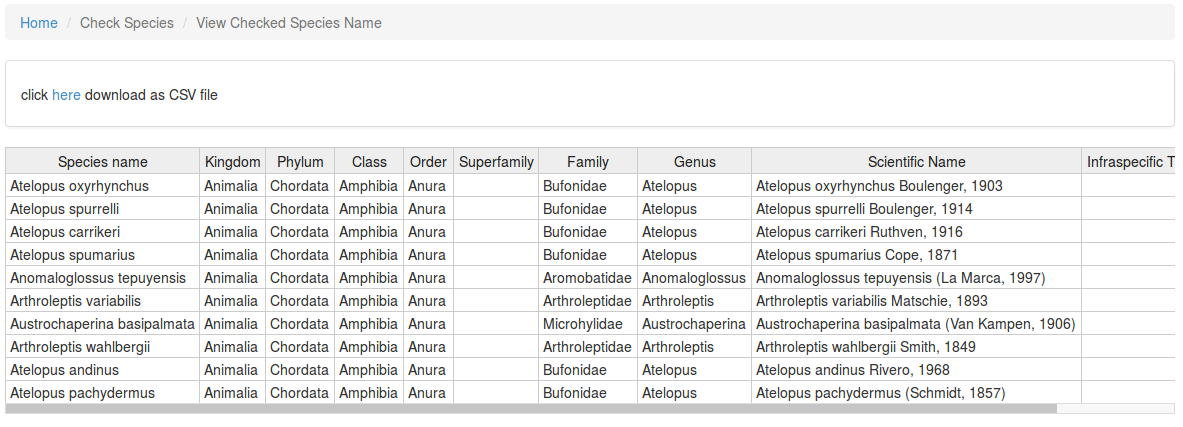 Home / Check Species / View Checked Species Name
click here download as CSV file
Species name Kingdom Phylum Class Order Superfamily Family Genus Scientific Name Infraspecific T
Atelopus oxyrhynchus Animalia Chordata Amphibia Anura Bufonidae Atelopus Atelopus oxyrhynchus Boulenger, 1903
Atelopus spurrelli Animalia Chordata Amphibia Anura Bufonidae Atelopus Atelopus spurrelli Boulenger, 1914
Atelopus carrikeri Animalia Chordata Amphibia Anura Bufonidae Atelopus Atelopus carrikeri Ruthven, 1916
Atelopus spumarius Animalia Chordata Amphibia Anura Bufonidae Atelopus Atelopus spumarius Cope, 1871
Anomaloglossus tepuyensis Animalia Chordata Amphibia Anura Aromobatidae Anomaloglossus Anomaloglossus tepuyensis (La Marca, 1997)
Arthroleptis variabilis Animalia Chordata Amphibia Anura Arthroleptidae Arthroleptis Arthroleptis variabilis Matschie, 1893
Austrochaperina basipalmata Animalia Chordata Amphibia Anura Microhylidae Austrochaperina Austrochaperina basipalmata (Van Kampen, 1906)
Arthroleptis wahlbergii Animalia Chordata Amphibia Anura Arthroleptidae Arthroleptis Arthroleptis wahlbergii Smith, 1849
Atelopus andinus Animalia Chordata Amphibia Anura Bufonidae Atelopus Atelopus andinus Rivero, 1968
Atelopus pachydermus Animalia Chordata Amphibia Anura Bufonidae Atelopus Atelopus pachydermus (Schmidt, 1857)